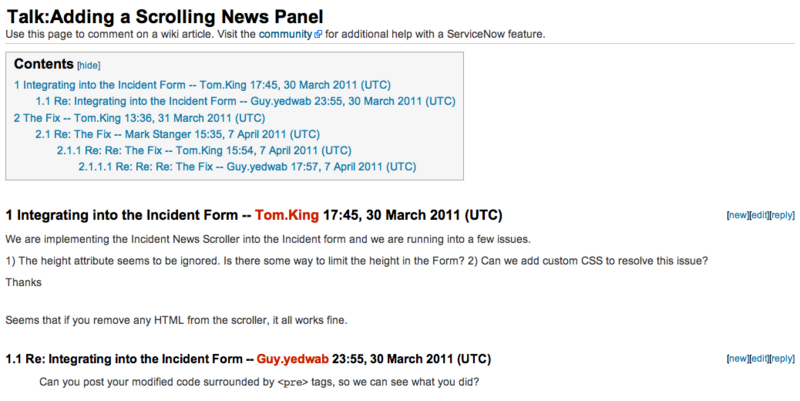 Talk:Adding a Scrolling News Panel
Use this page to comment on a wiki article. Visit the community for additional help with a ServiceNow feature.
Contents [hide]
1 Integrating into the Incident Form -- Tom.King 17:45, 30 March 2011 (UTC)
1.1 Re: Integrating into the Incident Form -- Guy.yedwab 23:55, 30 March 2011 (UTC)
2 The Fix -- Tom.King 13:36, 31 March 2011 (UTC)
2.1 Re: The Fix -- Mark Stanger 15:35, 7 April 2011 (UTC)
2.1.1 Re: Re: The Fix -- Tom.King 15:54, 7 April 2011 (UTC)
2.1.1.1 Re: Re: Re: The Fix -- Guy.yedwab 17:57, 7 April 2011 (UTC)
1 Integrating into the Incident Form -- Tom.King 17:45, 30 March 2011 (UTC) [new][edit][reply]
We are implementing the Incident News Scroller into the Incident form and we are running into a few issues.
1) The height attribute seems to be ignored. Is there some way to limit the height in the Form? 2) Can we add custom CSS to resolve this issue?
Thanks
Seems that if you remove any HTML from the scroller, it all works fine.
1.1 Re: Integrating into the Incident Form -- Guy.yedwab 23:55, 30 March 2011 (UTC) [new][edit][reply]
Can you post your modified code surrounded by <pre> tags, so we can see what you did?